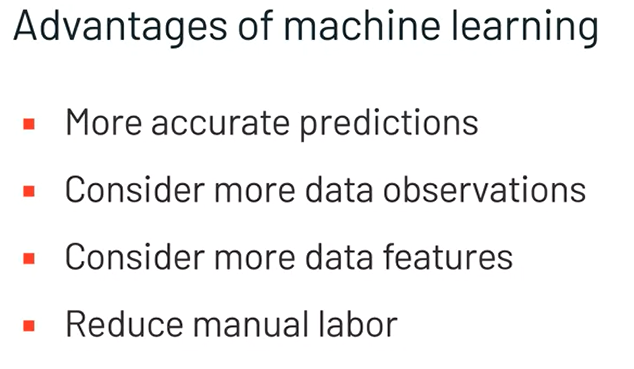 Advantages of machine learning
More accurate predictions
Consider more data observations
Consider more data features
Reduce manual labor